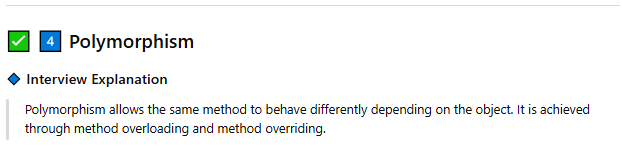 ✅ 4 Polymorphism
🔷 Interview Explanation
Polymorphism allows the same method to behave differently depending on the object. It is achieved
through method overloading and method overriding.